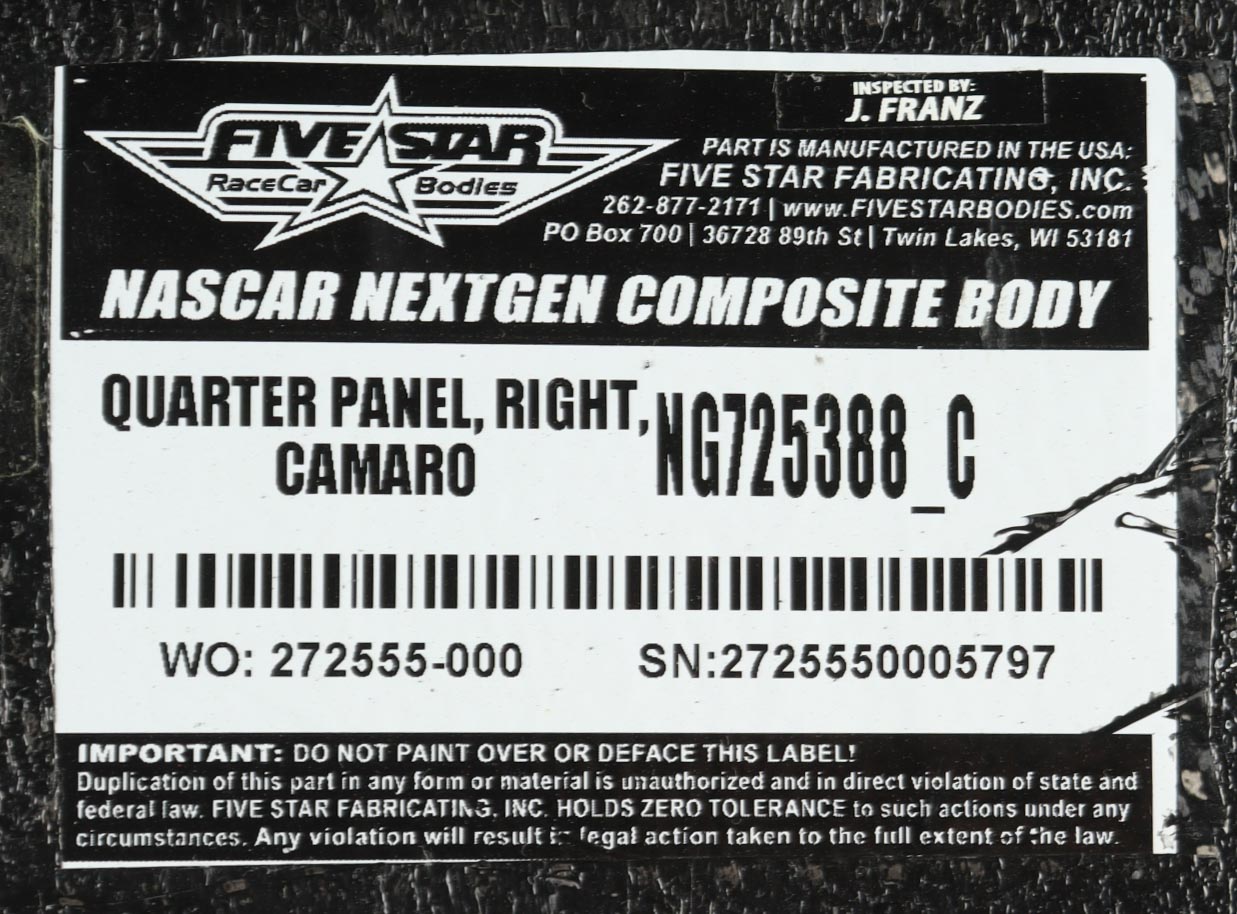 INSPECTED BY:
J. FRANZ
FIVE STAR
RaceCar Bodies
PART IS MANUFACTURED IN THE USA:
FIVE STAR FABRICATING, INC.
262-877-2171 | www.FIVESTARBODIES.com
PO Box 700 | 36728 89th St | Twin Lakes, WI 53181
NASCAR NEXTGEN COMPOSITE BODY
QUARTER PANEL, RIGHT,
CAMARO
NG725388_C
WO: 272555-000
SN:2725550005797
IMPORTANT: DO NOT PAINT OVER OR DEFACE THIS LABEL!
Duplication of this part in any form or material is unauthorized and in direct violation of state and
federal law. FIVE STAR FABRICATING, INC. HOLDS ZERO TOLERANCE to such actions under any
circumstances. Any violation will result in legal action taken to the full extent of the law.